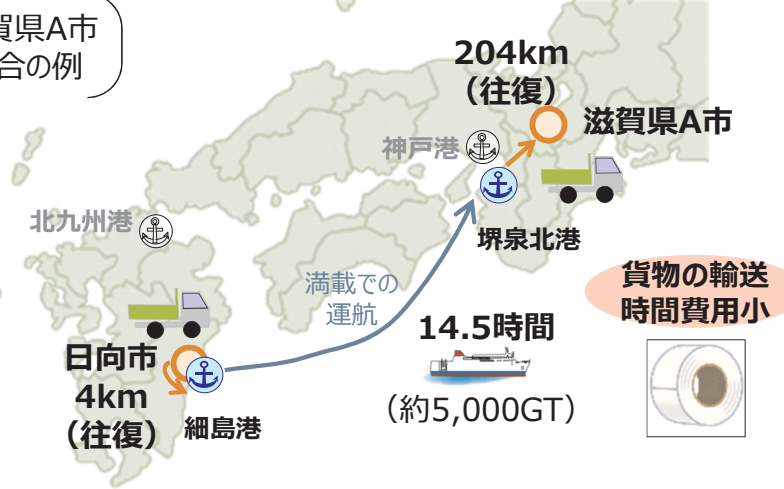 賀県A市
合の例
204km
（往復）
滋賀県A市
神戸港
北九州港
堺泉北港
満載での
運航
貨物の輸送
時間費用小
14.5時間
（約5,000GT）
日向市
4km
（往復）
細島港